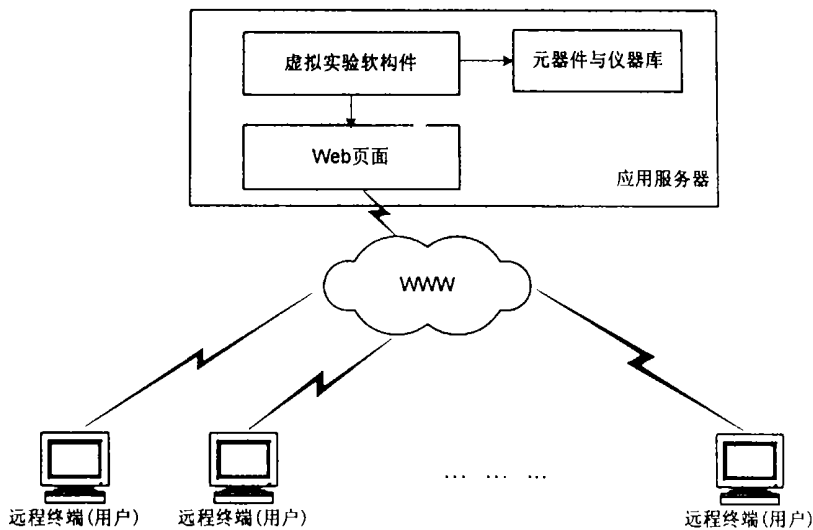 虚拟实验软构件
元器件与仪器库
Web页面
应用服务器
WWW
... ... ...
远程终端(用户)
远程终端(用户)
远程终端(用户)